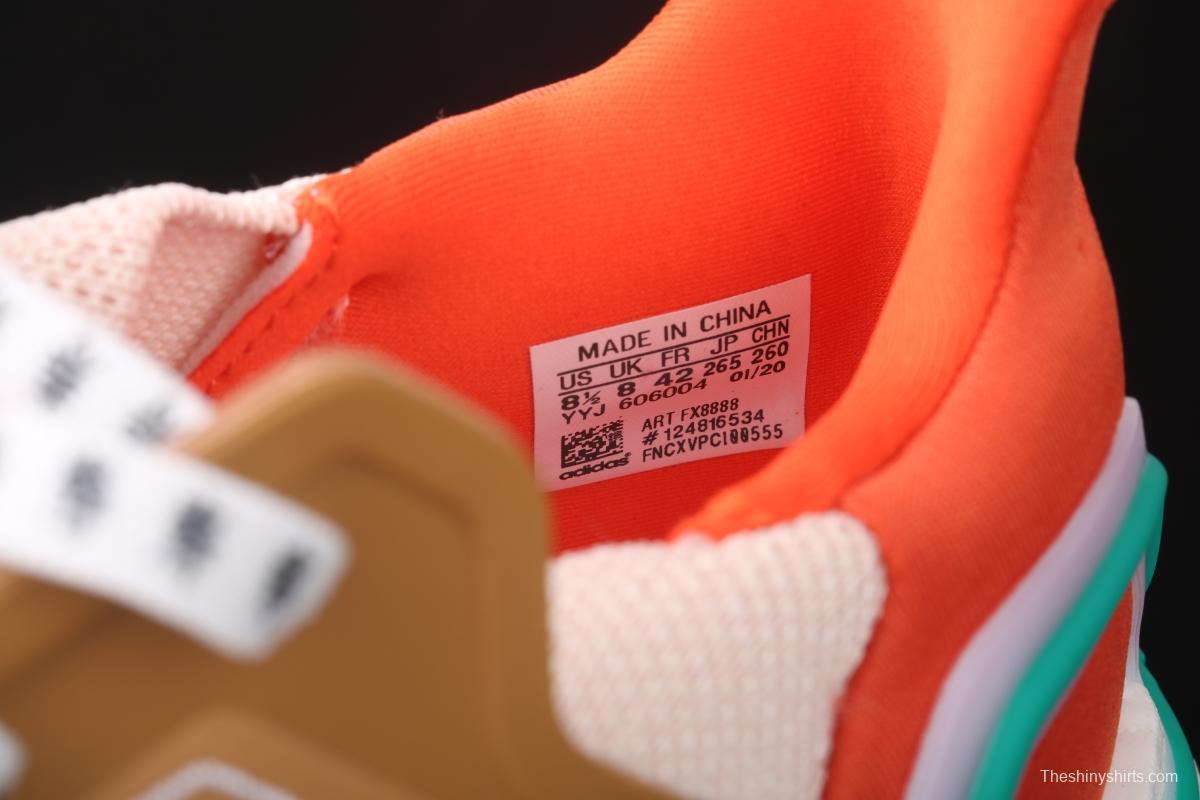 MADE IN CHINA
US UK FR JP CHN
8½ 8 42 265 260
YYJ 606004 01/20
ART FX8888
# 124816534
FNCXVPCI00555
adidas
Theshinyshirts.com